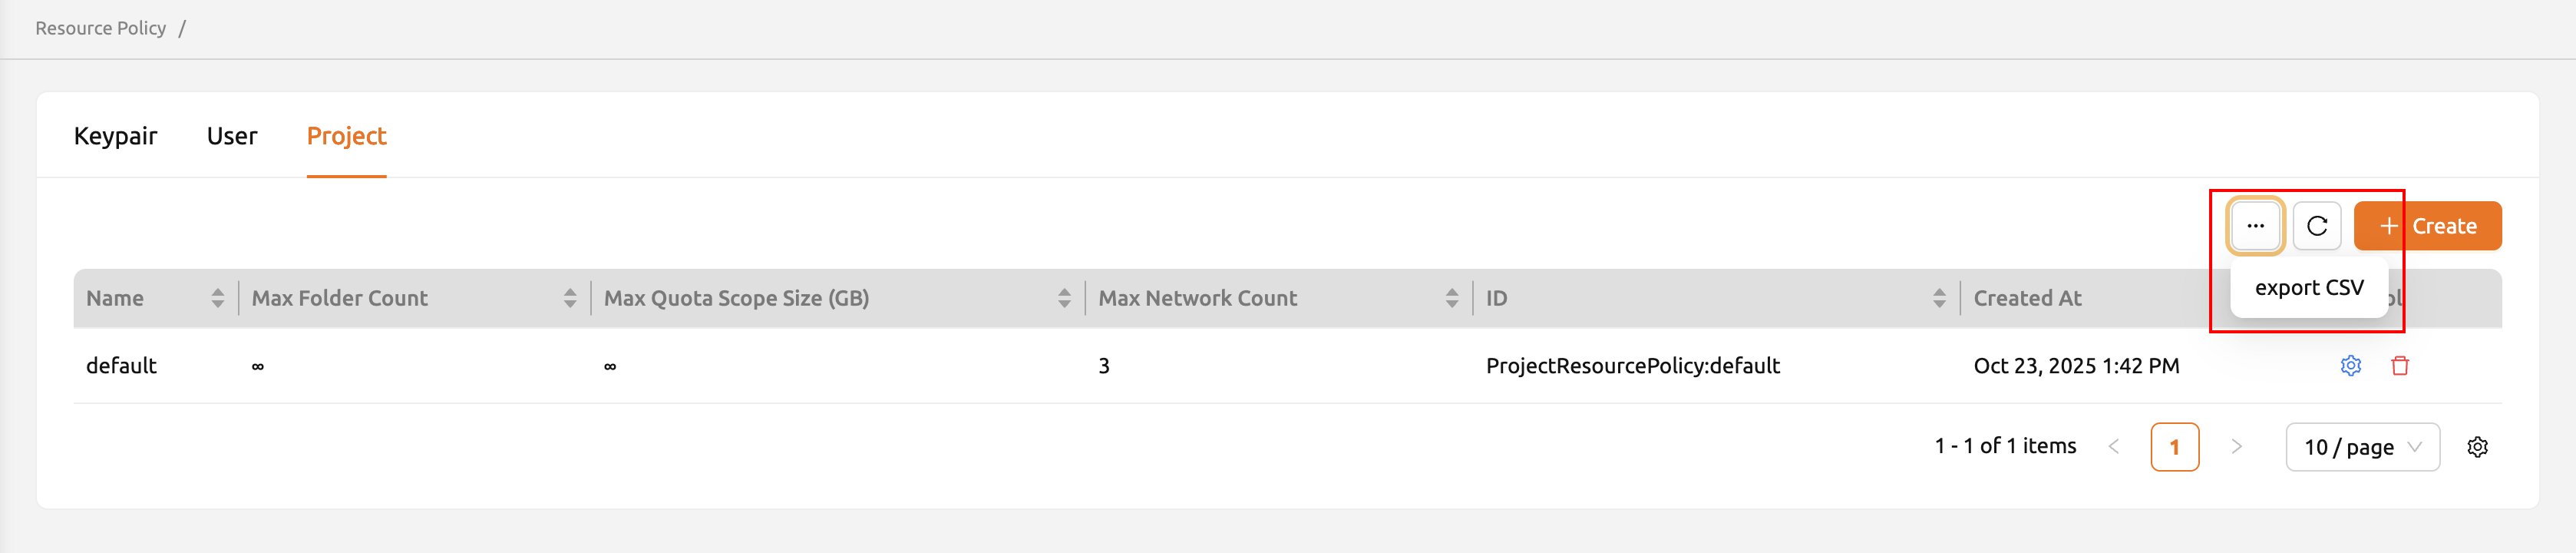 Resource Policy /
Keypair User Project
... Create
export CSV
Name Max Folder Count Max Quota Scope Size (GB) Max Network Count ID Created At
default ∞ ∞ 3 ProjectResourcePolicy:default Oct 23, 2025 1:42 PM
1 - 1 of 1 items < 1 > 10 / page